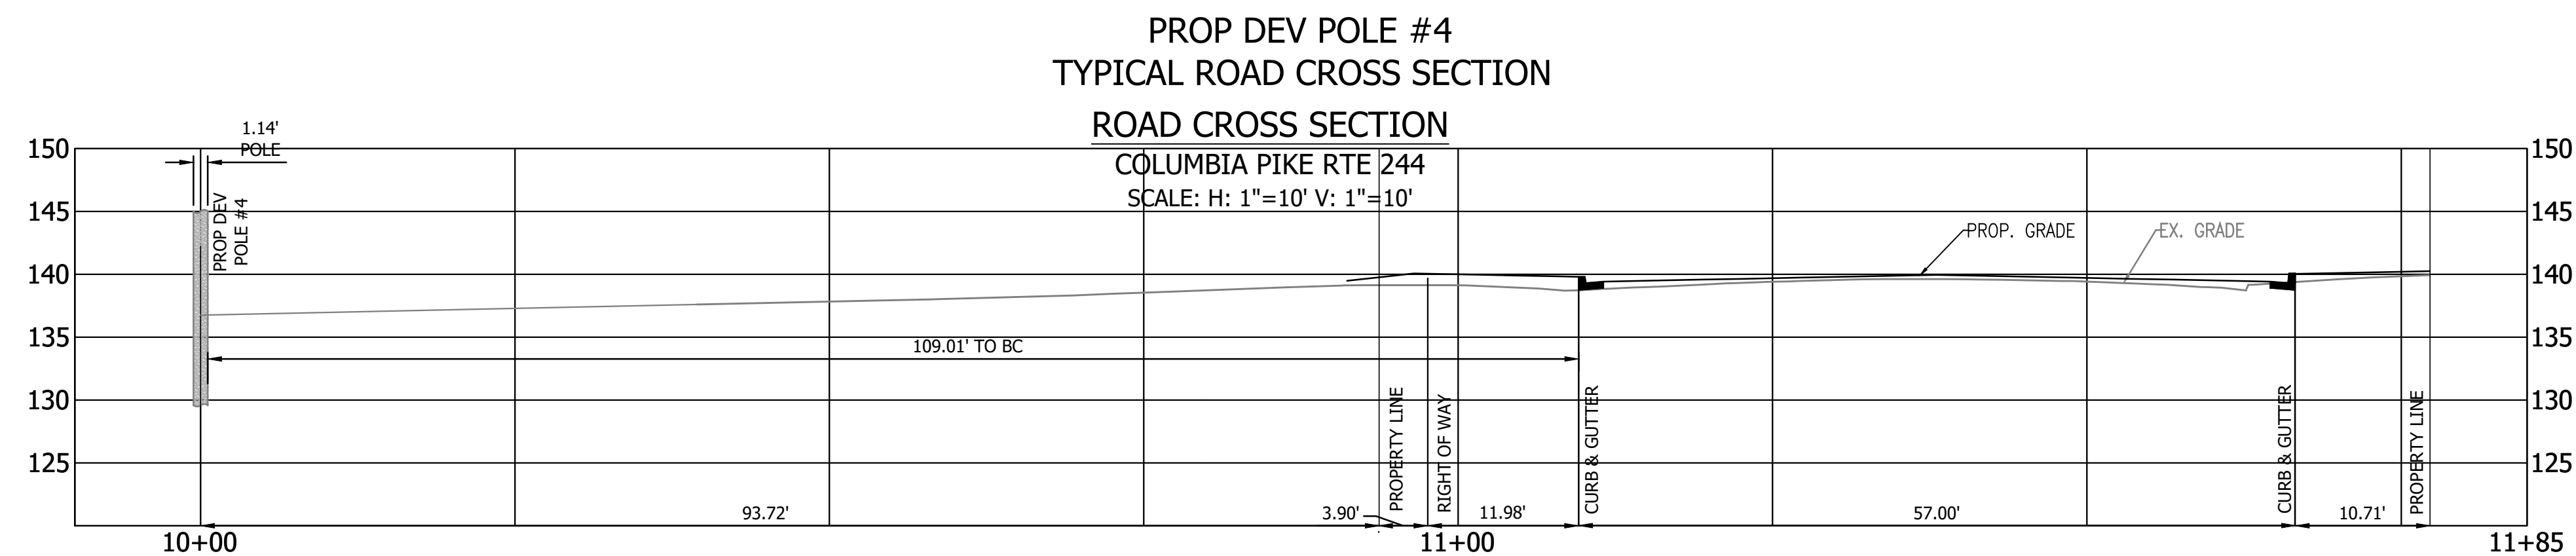 PROP DEV POLE #4
TYPICAL ROAD CROSS SECTION
ROAD CROSS SECTION
COLUMBIA PIKE RTE 244
SCALE: H: 1"=10' V: 1"=10'
1.14'
POLE
PROP DEV
POLE #4
150
145
140
135
130
125
150
145
140
135
130
125
PROP. GRADE
EX. GRADE
109.01' TO BC
PROPERTY LINE
RIGHT OF WAY
CURB & GUTTER
CURB & GUTTER
PROPERTY LINE
93.72'
3.90'
11.98'
57.00'
10.71'
10+00
11+00
11+85